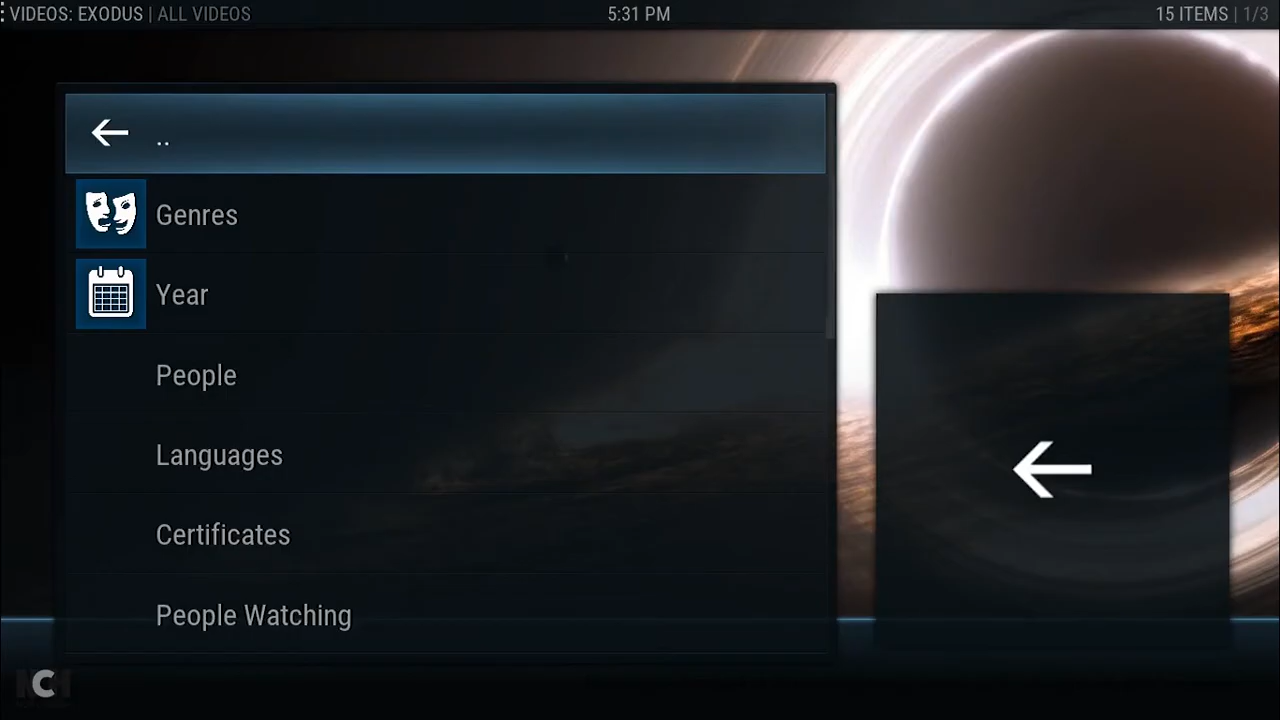 VIDEOS: EXODUS | ALL VIDEOS
5:31 PM
15 ITEMS | 1/3
..
Genres
Year
People
Languages
Certificates
People Watching